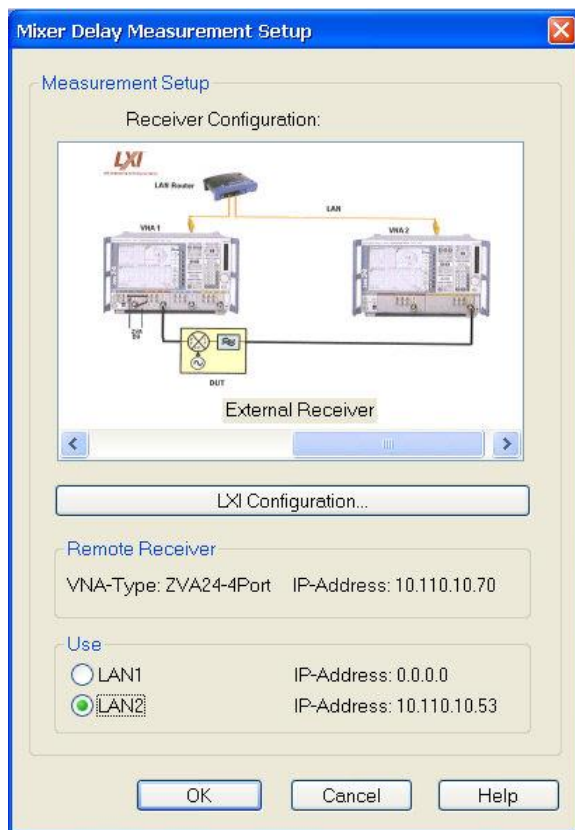 Mixer Delay Measurement Setup
Measurement Setup
Receiver Configuration:
LXI
LAN Router
LAN
VNA 1
VNA 2
DUT
External Receiver
LXI Configuration...
Remote Receiver
VNA-Type: ZVA24-4Port IP-Address: 10.110.10.70
Use
LAN1 IP-Address: 0.0.0.0
LAN2 IP-Address: 10.110.10.53
OK Cancel Help